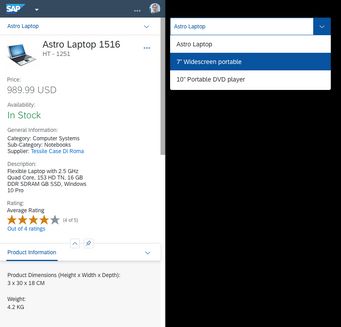 SAP
Astro Laptop
Astro Laptop 1516
HT - 1251
Price:
989.99 USD
Availability:
In Stock
General Information:
Category: Computer Systems
Sub-Category: Notebooks
Supplier: Tessile Casa Di Roma
Description:
Flexible Laptop with 2.5 GHz
Quad Core, 153 HD TN, 16 GB
DDR SDRAM GB SSD, Windows
10 Pro
Rating:
Average Rating
(4 of 5)
Out of 4 ratings
Product Information
Product Dimensions (Height x Width x Depth):
3 x 30 x 18 CM
Weight:
4.2 KG
Astro Laptop
Astro Laptop
7" Widescreen portable
10" Portable DVD player